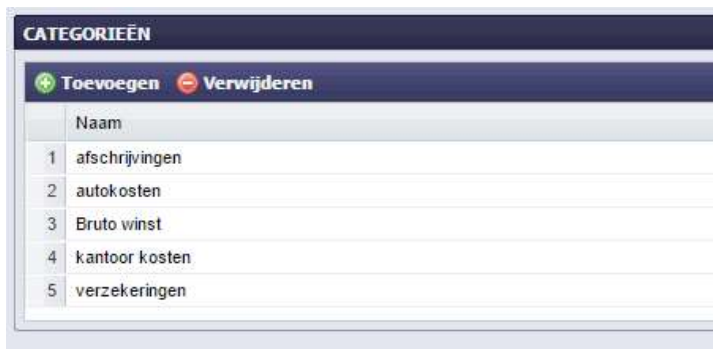 CATEGORIEËN
Toevoegen Verwijderen
Naam
1 afschrijvingen
2 autokosten
3 Bruto winst
4 kantoor kosten
5 verzekeringen